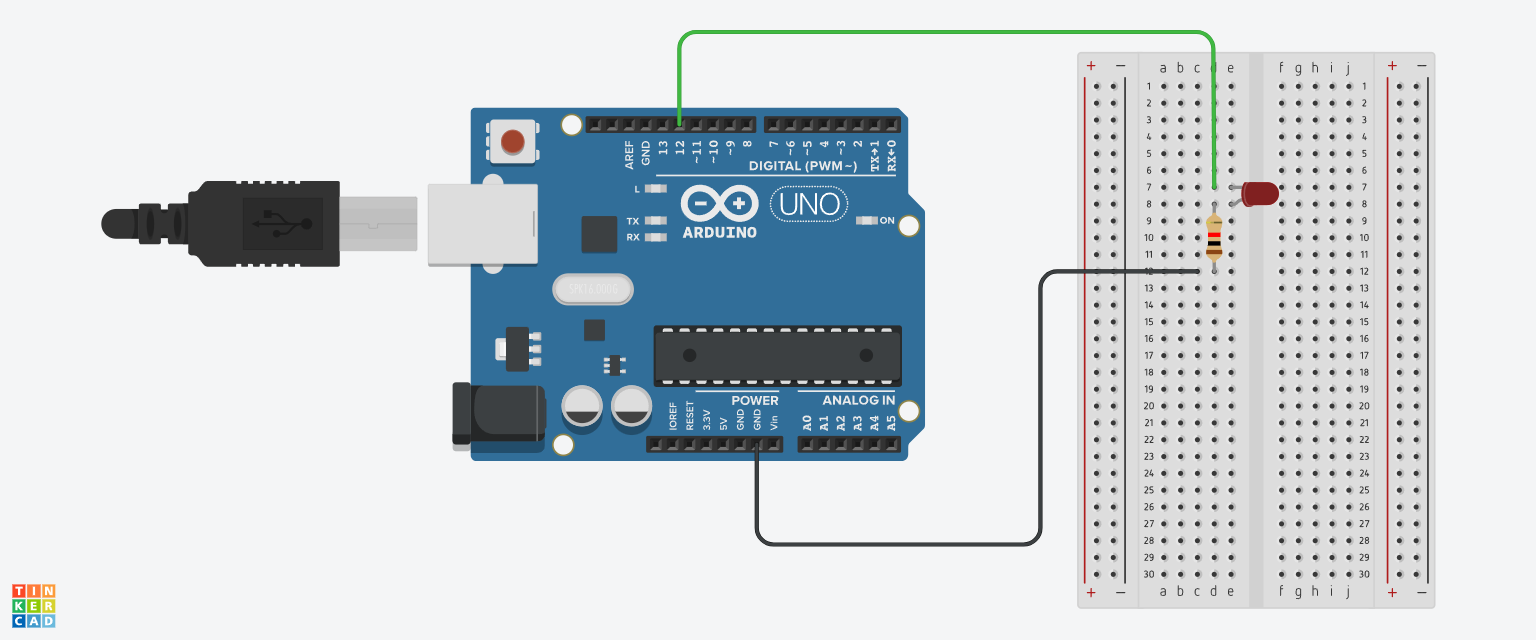 AREF GND 13 12 ~11 ~10 ~9 8 7 ~6 ~5 4 ~3 2 TX→1 RX←0
DIGITAL (PWM~)
L
TX
RX
ON
UNO
ARDUINO
SPK16.000G
POWER
ANALOG IN
IOREF RESET 3.3V 5V GND GND Vin A0 A1 A2 A3 A4 A5
+ − a b c d e f g h i j + −
1 1
2 2
3 3
4 4
5 5
6 6
7 7
8 8
9 9
10 10
11 11
12 12
13 13
14 14
15 15
16 16
17 17
18 18
19 19
20 20
21 21
22 22
23 23
24 24
25 25
26 26
27 27
28 28
29 29
30 30
+ − a b c d e f g h i j + −
TIN
KER
CAD